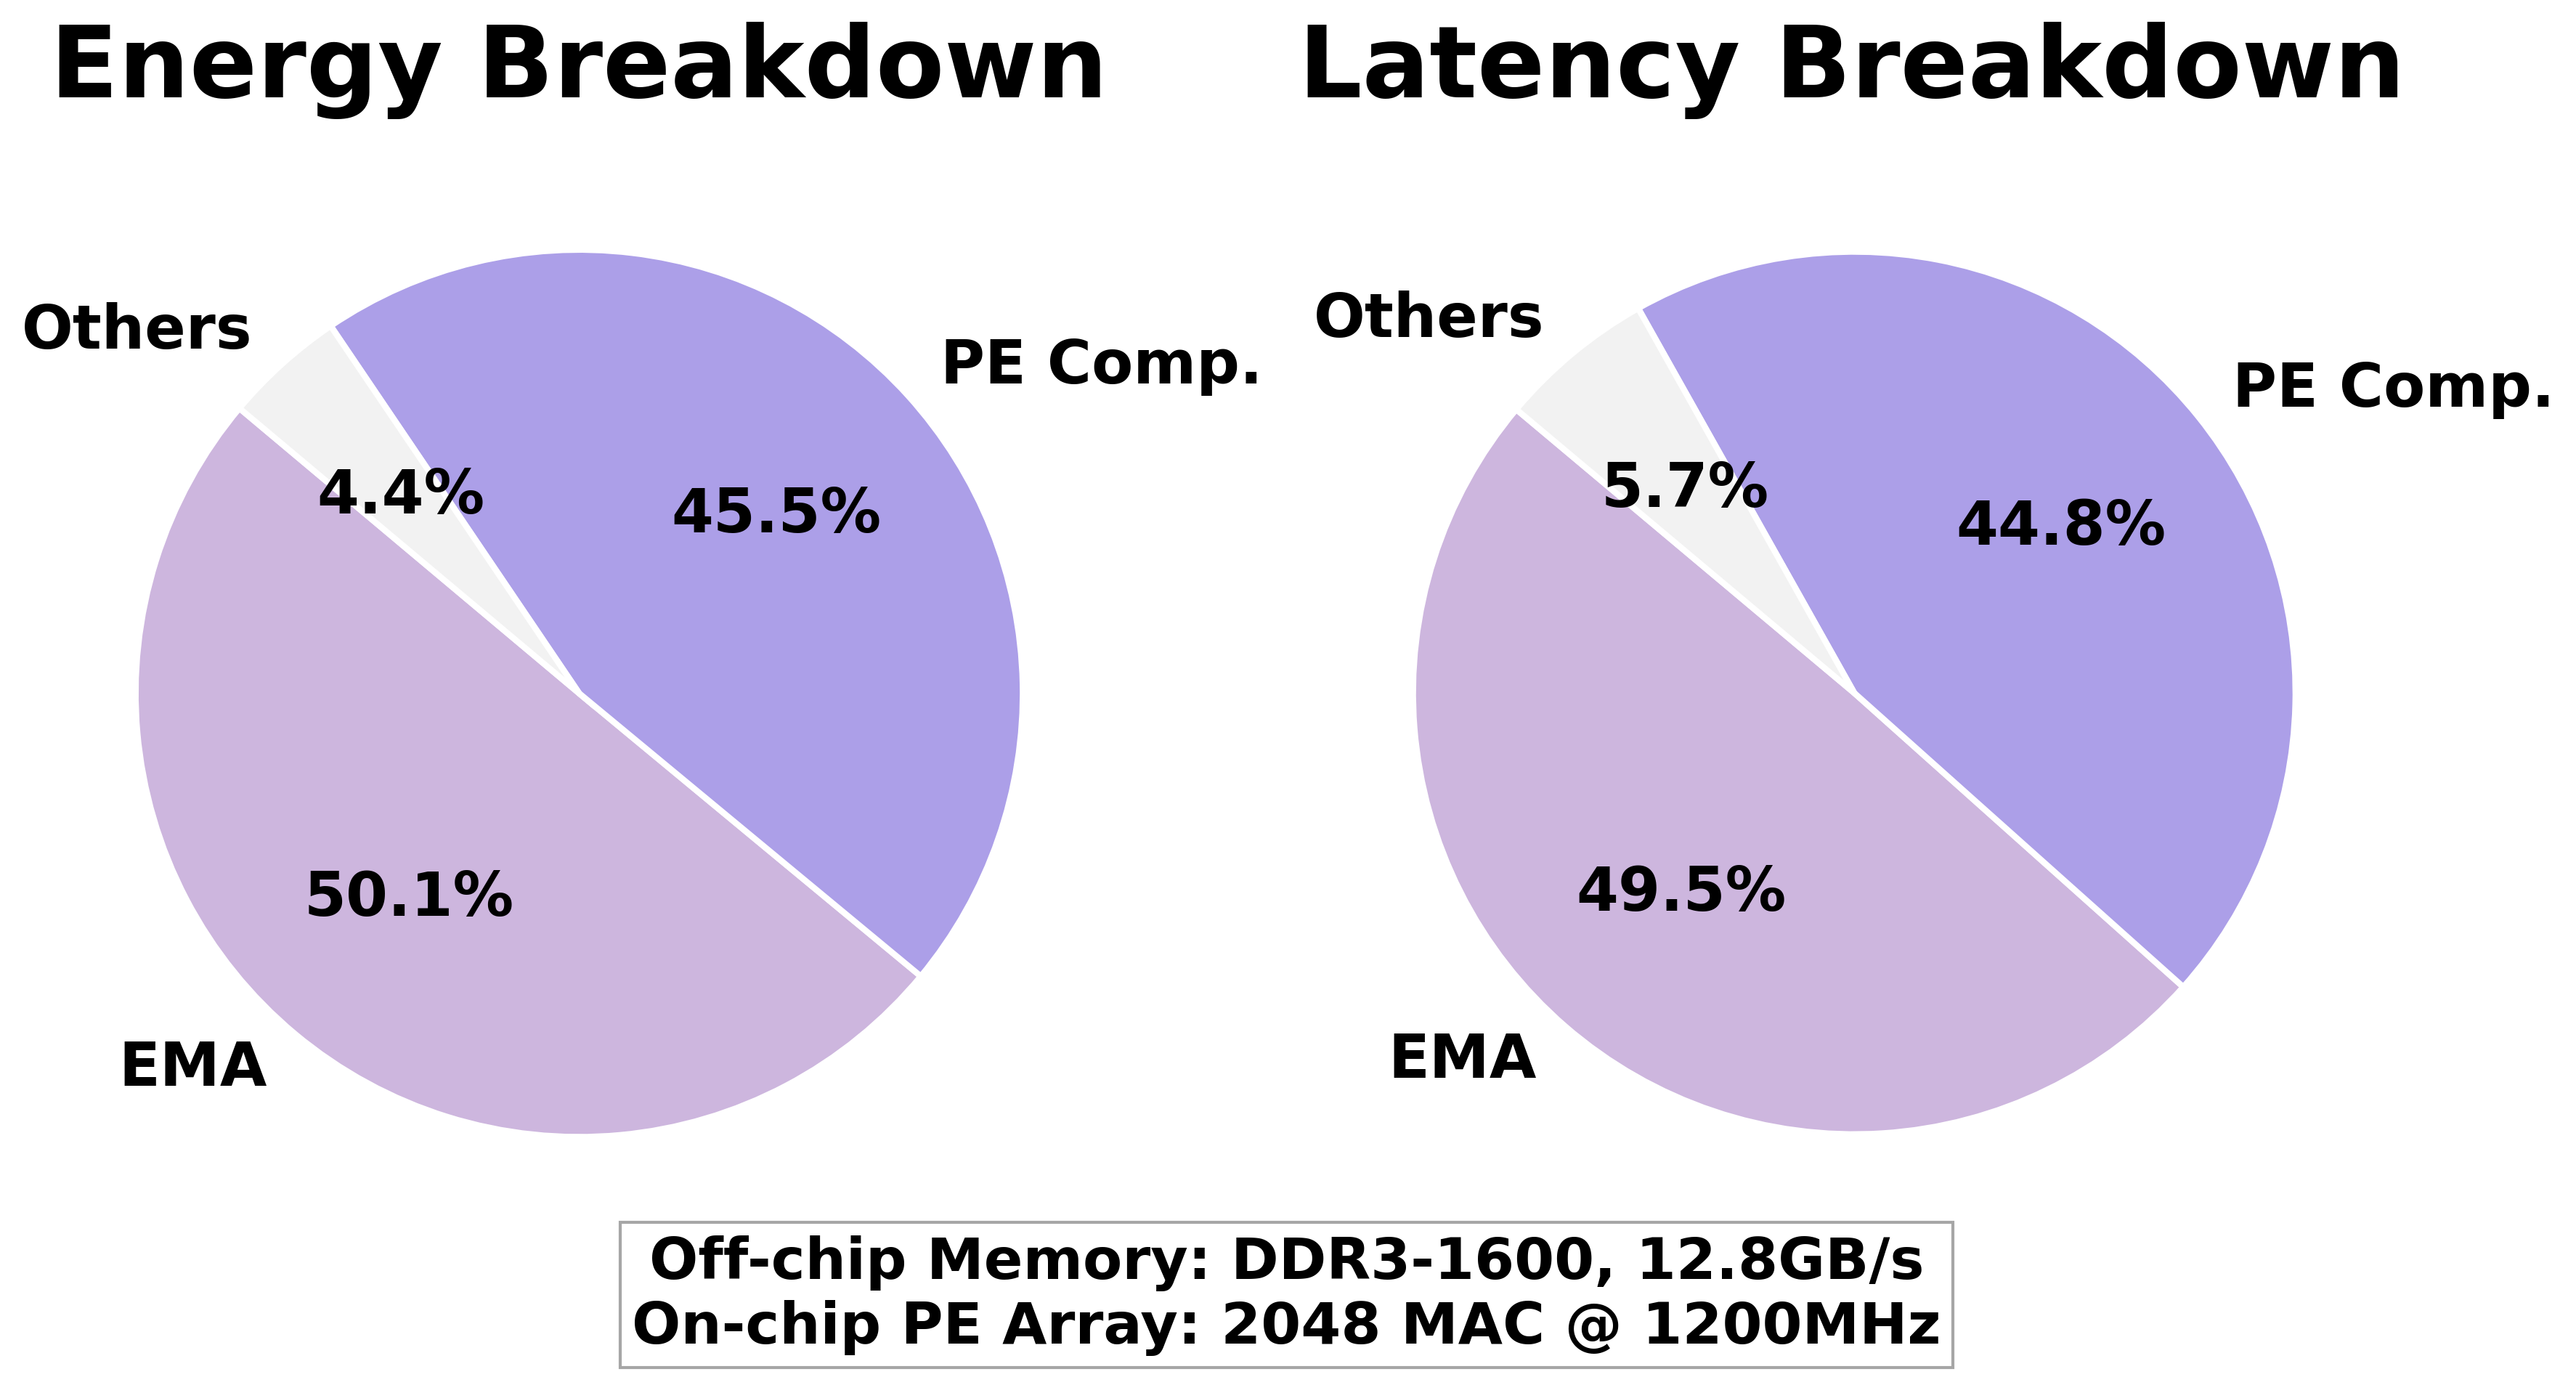 Energy Breakdown
Others
PE Comp.
4.4%
45.5%
50.1%
EMA
Latency Breakdown
Others
PE Comp.
5.7%
44.8%
49.5%
EMA
Off-chip Memory: DDR3-1600, 12.8GB/s
On-chip PE Array: 2048 MAC @ 1200MHz